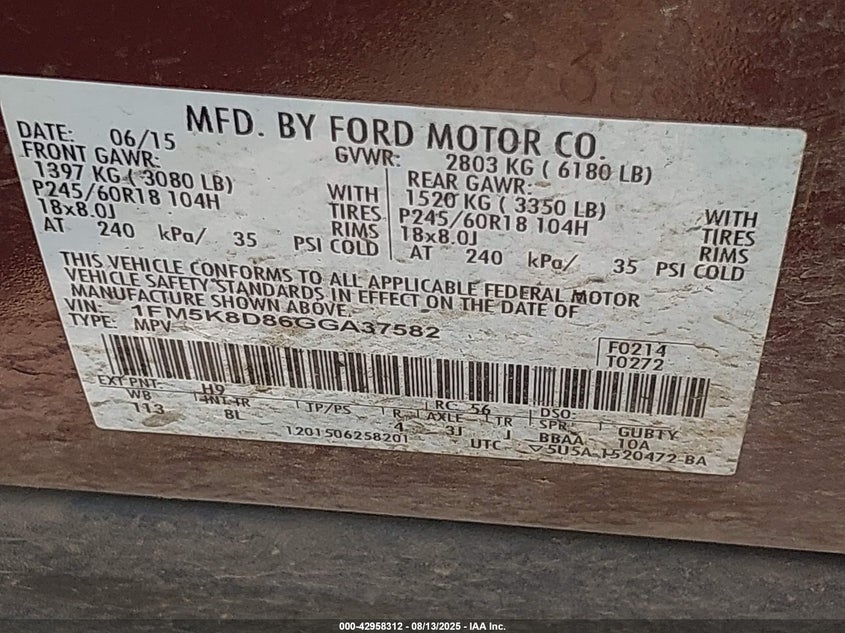 MFD. BY FORD MOTOR CO.
DATE: 06/15
GVWR: 2803 KG ( 6180 LB)
FRONT GAWR:
1397 KG ( 3080 LB)
P245/60R18 104H
18x8.0J
WITH
TIRES
RIMS
AT 240 kPa/ 35 PSI COLD
REAR GAWR:
1520 KG ( 3350 LB)
P245/60R18 104H
18x8.0J
WITH
TIRES
RIMS
AT 240 kPa/ 35 PSI COLD
THIS VEHICLE CONFORMS TO ALL APPLICABLE FEDERAL MOTOR
VEHICLE SAFETY STANDARDS IN EFFECT ON THE DATE OF
MANUFACTURE SHOWN ABOVE.
VIN: 1FM5K8D86GGA37582
TYPE: MPV
F0214
T0272
EXT PNT: H9 RC: 56 DSO:
WB INT TR TP/PS R AXLE TR SPR GUBTY
113 8L 4 3J J BBAA 10A
1201506258201 UTC ▽5U5A-1520472-BA
000-42958312 - 08/13/2025 - IAA Inc.